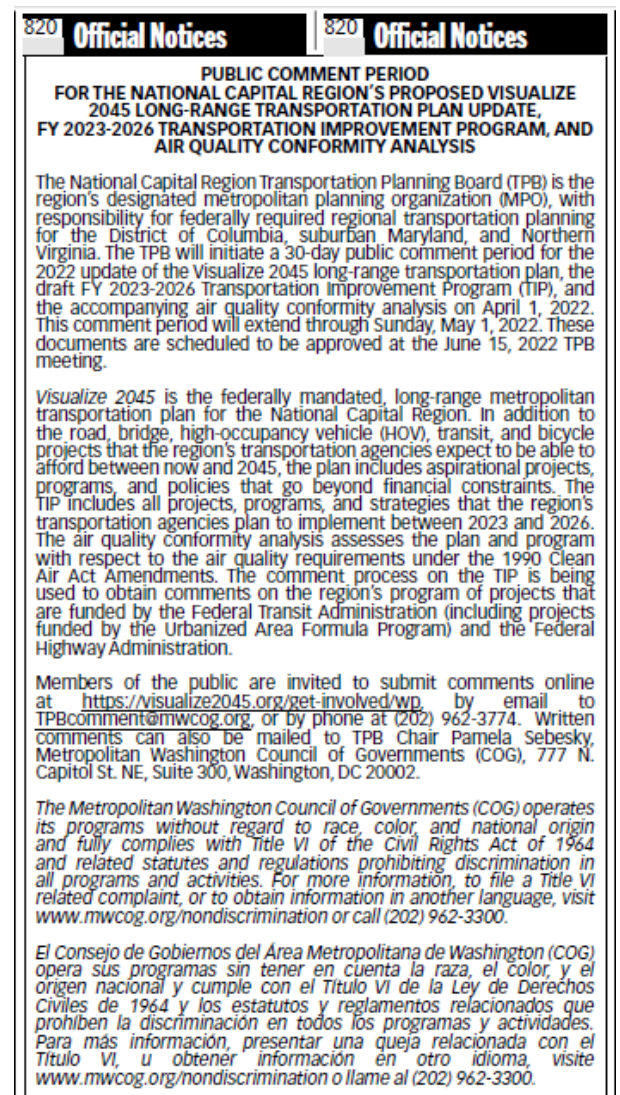 820 Official Notices 820 Official Notices
PUBLIC COMMENT PERIOD
FOR THE NATIONAL CAPITAL REGION'S PROPOSED VISUALIZE
2045 LONG-RANGE TRANSPORTATION PLAN UPDATE,
FY 2023-2026 TRANSPORTATION IMPROVEMENT PROGRAM, AND
AIR QUALITY CONFORMITY ANALYSIS
The National Capital Region Transportation Planning Board (TPB) is the
region's designated metropolitan planning organization (MPO), with
responsibility for federally required regional transportation planning
for the District of Columbia, suburban Maryland, and Northern
Virginia. The TPB will initiate a 30-day public comment period for the
2022 update of the Visualize 2045 long-range transportation plan, the
draft FY 2023-2026 Transportation Improvement Program (TIP), and
the accompanying air quality conformity analysis on April 1, 2022.
This comment period will extend through Sunday, May 1, 2022. These
documents are scheduled to be approved at the June 15, 2022 TPB
meeting.
Visualize 2045 is the federally mandated, long-range metropolitan
transportation plan for the National Capital Region. In addition to
the road, bridge, high-occupancy vehicle (HOV), transit, and bicycle
projects that the region's transportation agencies expect to be able to
afford between now and 2045, the plan includes aspirational projects,
programs, and policies that go beyond financial constraints. The
TIP includes all projects, programs, and strategies that the region's
transportation agencies plan to implement between 2023 and 2026.
The air quality conformity analysis assesses the plan and program
with respect to the air quality requirements under the 1990 Clean
Air Act Amendments. The comment process on the TIP is being
used to obtain comments on the region's program of projects that
are funded by the Federal Transit Administration (including projects
funded by the Urbanized Area Formula Program) and the Federal
Highway Administration.
Members of the public are invited to submit comments online
at https://visualize2045.org/get-involved/wp, by email to
TPBcomment@mwcog.org, or by phone at (202) 962-3774. Written
comments can also be mailed to TPB Chair Pamela Sebesky,
Metropolitan Washington Council of Governments (COG), 777 N.
Capitol St. NE, Suite 300, Washington, DC 20002.
The Metropolitan Washington Council of Governments (COG) operates
its programs without regard to race, color, and national origin
and fully complies with Title VI of the Civil Rights Act of 1964
and related statutes and regulations prohibiting discrimination in
all programs and activities. For more information, to file a Title VI
related complaint, or to obtain information in another language, visit
www.mwcog.org/nondiscrimination or call (202) 962-3300.
El Consejo de Gobiernos del Área Metropolitana de Washington (COG)
opera sus programas sin tener en cuenta la raza, el color, y el
origen nacional y cumple con el Título VI de la Ley de Derechos
Civiles de 1964 y los estatutos y reglamentos relacionados que
prohíben la discriminación en todos los programas y actividades.
Para más información, presentar una queja relacionada con el
Título VI, u obtener información en otro idioma, visite
www.mwcog.org/nondiscrimination o llame al (202) 962-3300.